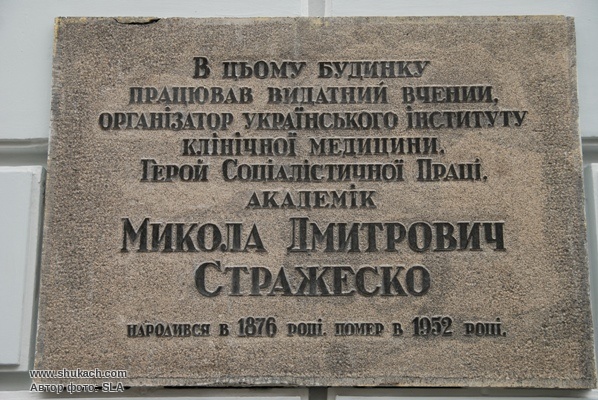 В ЦЬОМУ БУДИНКУ
ПРАЦЮВАВ ВИДАТНИЙ ВЧЕНИИ,
ОРГАНІЗАТОР УКРАЇНСЬКОГО ІНСТИТУТУ
КЛІНІЧНОЇ МЕДИЦИНИ.
ГЕРОЙ СОЦІАЛІСТИЧНОЇ ПРАЦІ.
АКАДЕМІК
МИКОЛА ДМИТРОВИЧ
СТРАЖЕСКО
НАРОДИВСЯ В 1876 РОЦІ. ПОМЕР В 1952 РОЦІ.
www.shukach.com
Автор фото: SLA